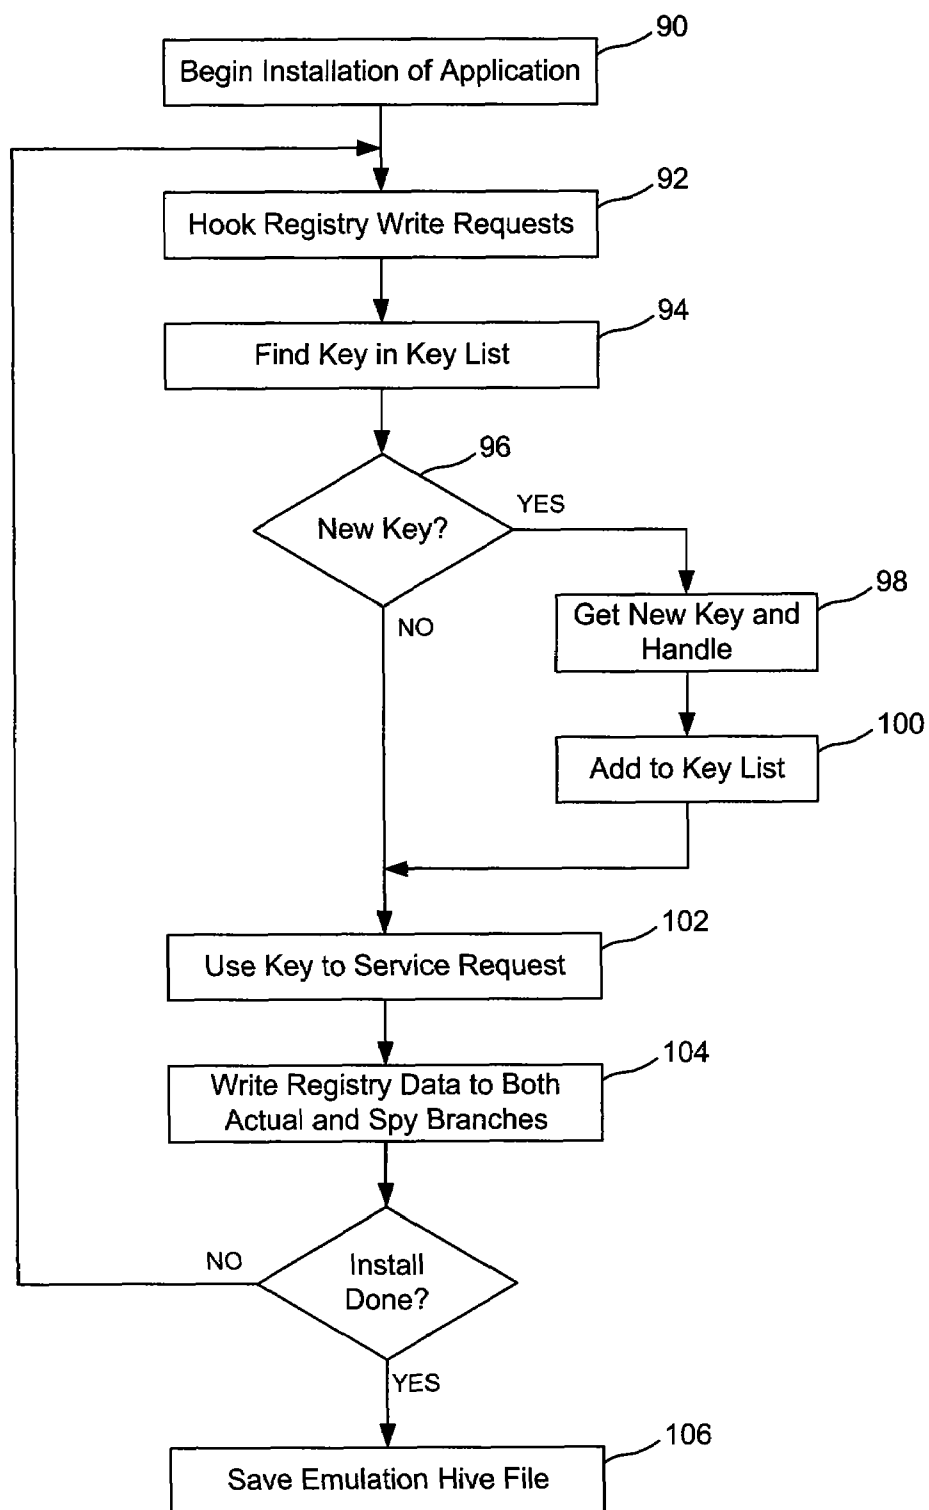 90
Begin Installation of Application
92
Hook Registry Write Requests
94
Find Key in Key List
96
New Key?
YES
NO
98
Get New Key and
Handle
100
Add to Key List
102
Use Key to Service Request
104
Write Registry Data to Both
Actual and Spy Branches
NO
Install
Done?
YES
106
Save Emulation Hive File